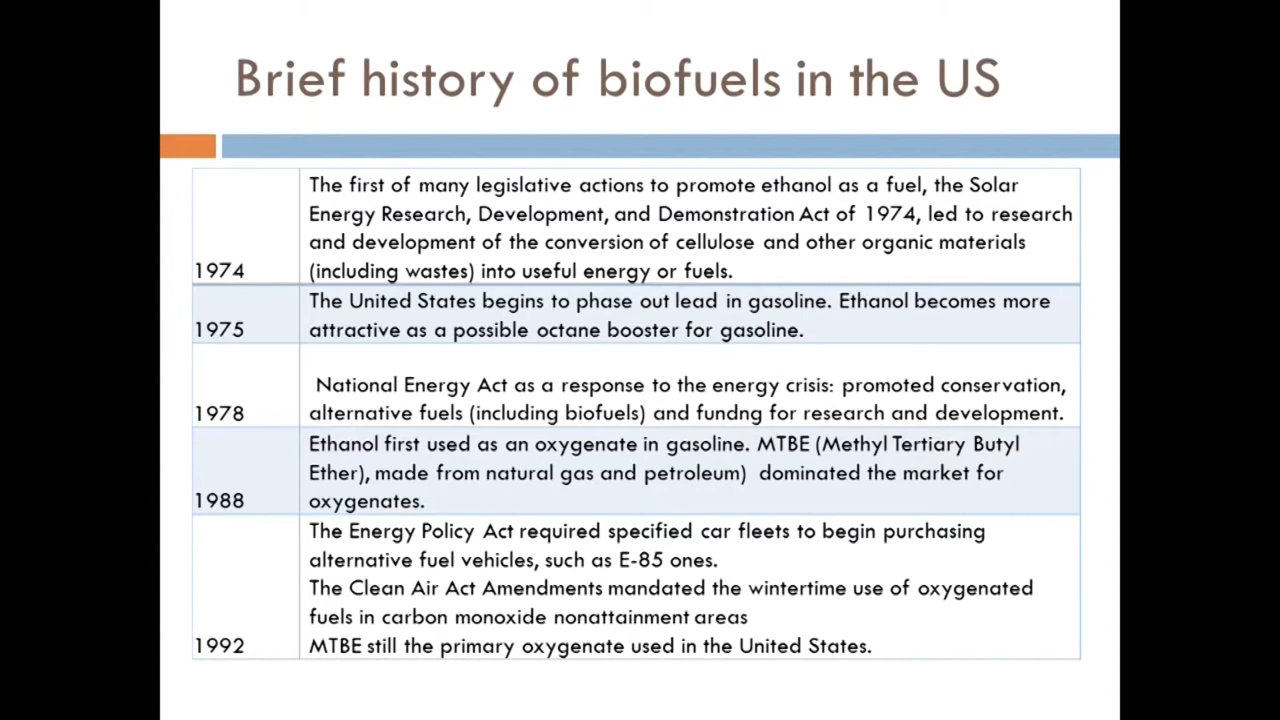 Brief history of biofuels in the US
The first of many legislative actions to promote ethanol as a fuel, the Solar
Energy Research, Development, and Demonstration Act of 1974, led to research
and development of the conversion of cellulose and other organic materials
1974 (including wastes) into useful energy or fuels.
The United States begins to phase out lead in gasoline. Ethanol becomes more
1975 attractive as a possible octane booster for gasoline.
National Energy Act as a response to the energy crisis: promoted conservation,
1978 alternative fuels (including biofuels) and fundng for research and development.
Ethanol first used as an oxygenate in gasoline. MTBE (Methyl Tertiary Butyl
Ether), made from natural gas and petroleum) dominated the market for
1988 oxygenates.
The Energy Policy Act required specified car fleets to begin purchasing
alternative fuel vehicles, such as E-85 ones.
The Clean Air Act Amendments mandated the wintertime use of oxygenated
fuels in carbon monoxide nonattainment areas
1992 MTBE still the primary oxygenate used in the United States.